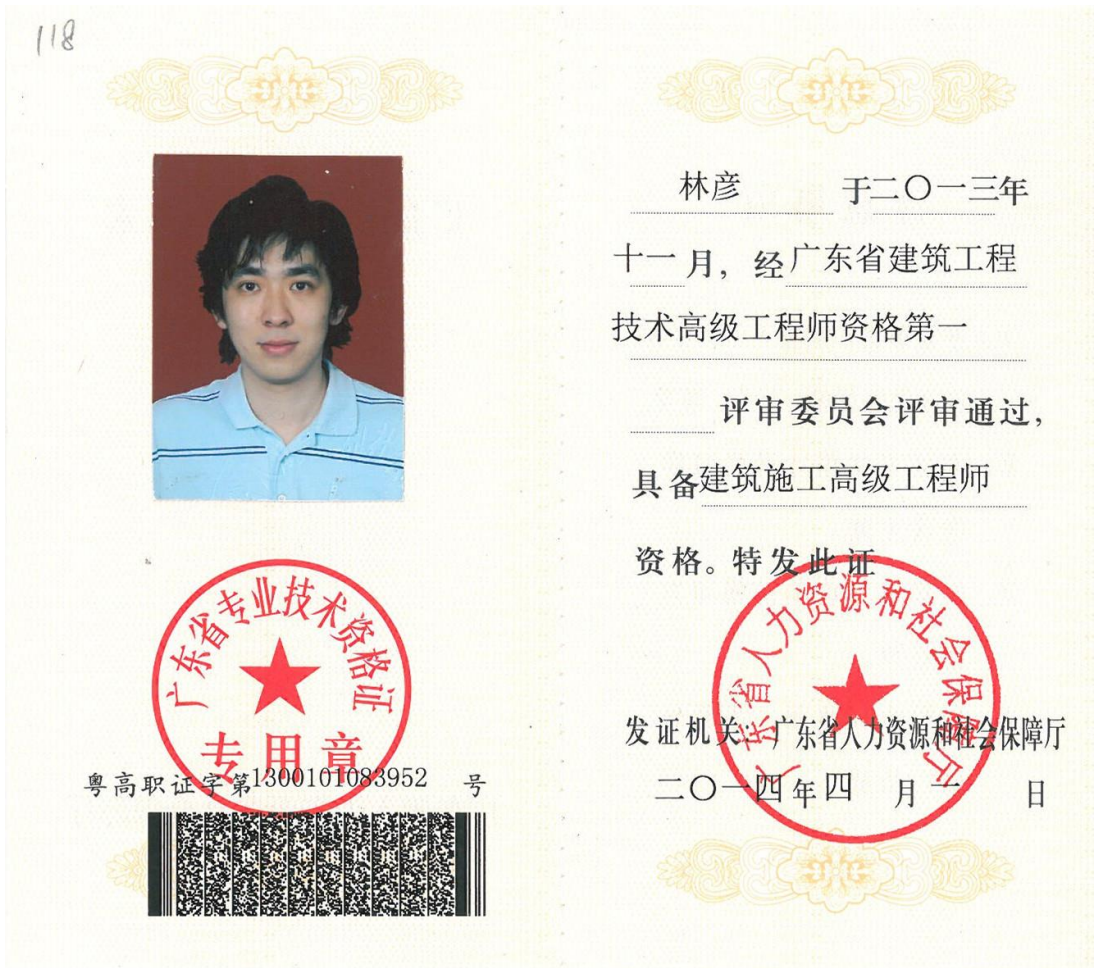 118
广东省专业技术资格证
专用章
粤高职证字第1300101083952 号
林彦 于二〇一三年
十一月，经广东省建筑工程
技术高级工程师资格第一
评审委员会评审通过，
具备建筑施工高级工程师
资格。特发此证
广东省人力资源和社会保障厅
发证机关：广东省人力资源和社会保障厅
二〇一四年四 月一 日